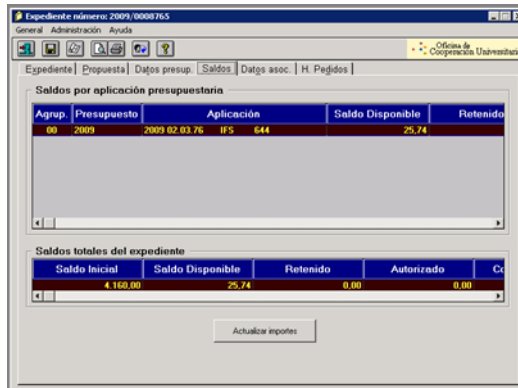 Expediente número: 2009/0008765
General Administración Ayuda
Oficina de
Cooperación Universitaria
Expediente Propuesta Datos presup. Saldos Datos asoc. H. Pedidos
Saldos por aplicación presupuestaria
Agrup. Presupuesto Aplicación Saldo Disponible Retenido
00 2009 2009 02.03.76 IFS 644 25,74
Saldos totales del expediente
Saldo Inicial Saldo Disponible Retenido Autorizado Co
4.160,00 25,74 0,00 0,00
Actualizar importes